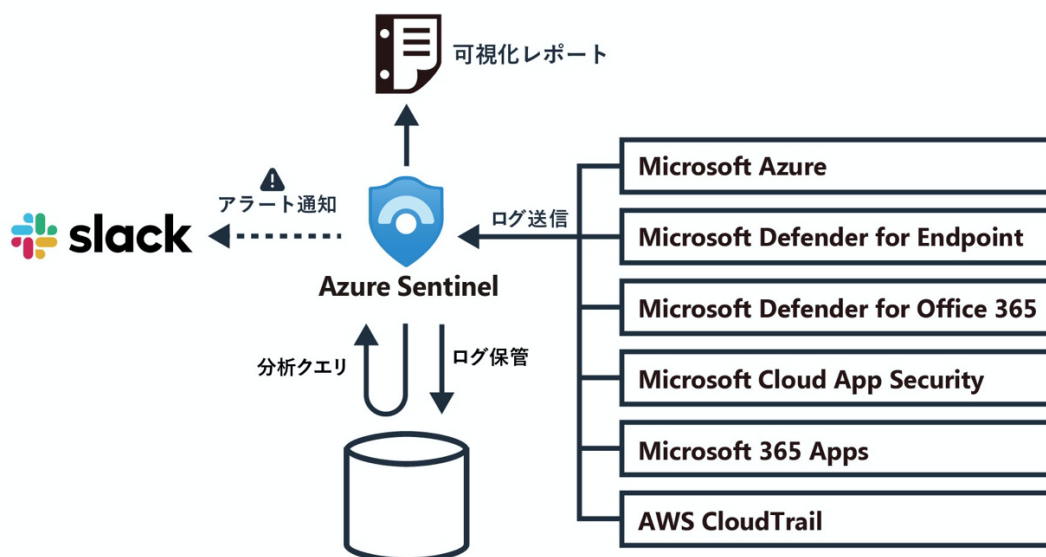 可視化レポート
アラート通知
slack
Azure Sentinel
ログ送信
分析クエリ
ログ保管
Microsoft Azure
Microsoft Defender for Endpoint
Microsoft Defender for Office 365
Microsoft Cloud App Security
Microsoft 365 Apps
AWS CloudTrail